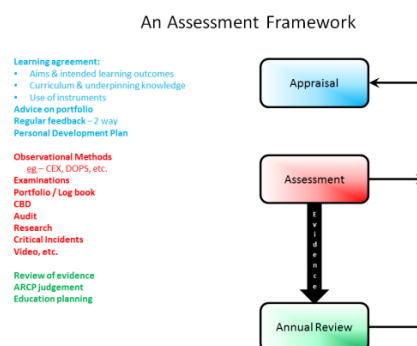 An Assessment Framework
Learning agreement:
• Aims & intended learning outcomes
• Curriculum & underpinning knowledge
• Use of instruments
Advice on portfolio
Regular feedback – 2 way
Personal Development Plan
Observational Methods
eg – CEX, DOPS, etc.
Examinations
Portfolio / Log book
CBD
Audit
Research
Critical Incidents
Video, etc.
Review of evidence
ARCP judgement
Education planning
Appraisal
Assessment
Evidence
Annual Review